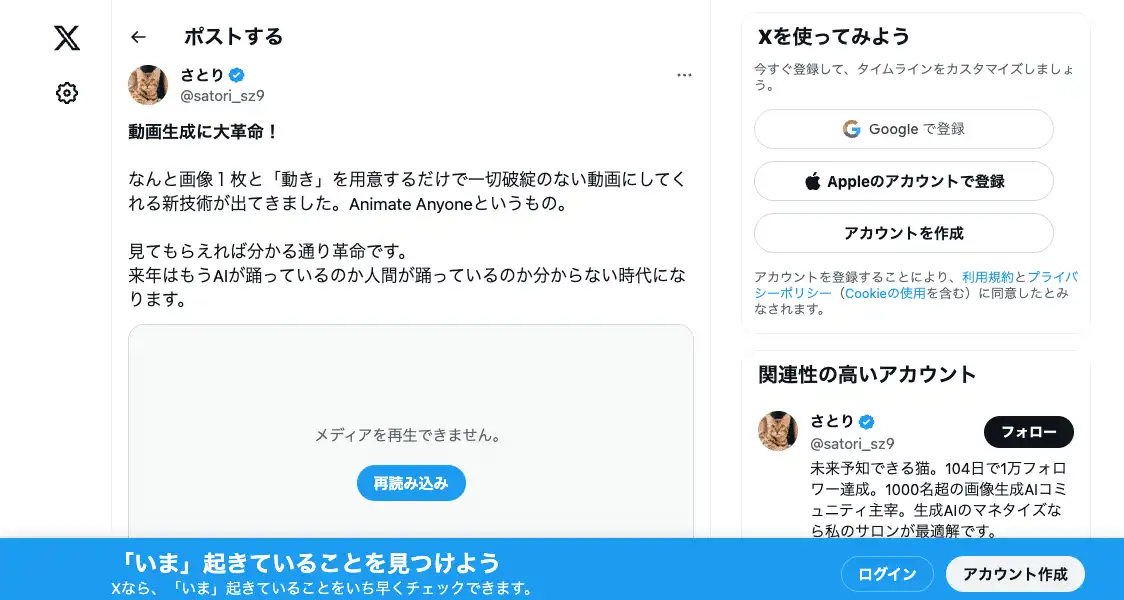 ポストする
さとり
@satori_sz9
動画生成に大革命！
なんと画像１枚と「動き」を用意するだけで一切破綻のない動画にしてく
れる新技術が出てきました。Animate Anyoneというもの。
見てもらえれば分かる通り革命です。
来年はもうAIが踊っているのか人間が踊っているのか分からない時代にな
ります。
メディアを再生できません。
再読み込み
Xを使ってみよう
今すぐ登録して、タイムラインをカスタマイズしましょ
う。
Google で登録
Appleのアカウントで登録
アカウントを作成
アカウントを登録することにより、利用規約とプライバ
シーポリシー（Cookieの使用を含む）に同意したとみ
なされます。
関連性の高いアカウント
さとり
@satori_sz9
フォロー
未来予知できる猫。104日で1万フォロ
ワー達成。1000名超の画像生成AIコミ
ュニティ主宰。生成AIのマネタイズな
ら私のサロンが最適解です。
「いま」起きていることを見つけよう
Xなら、「いま」起きていることをいち早くチェックできます。
ログイン
アカウント作成